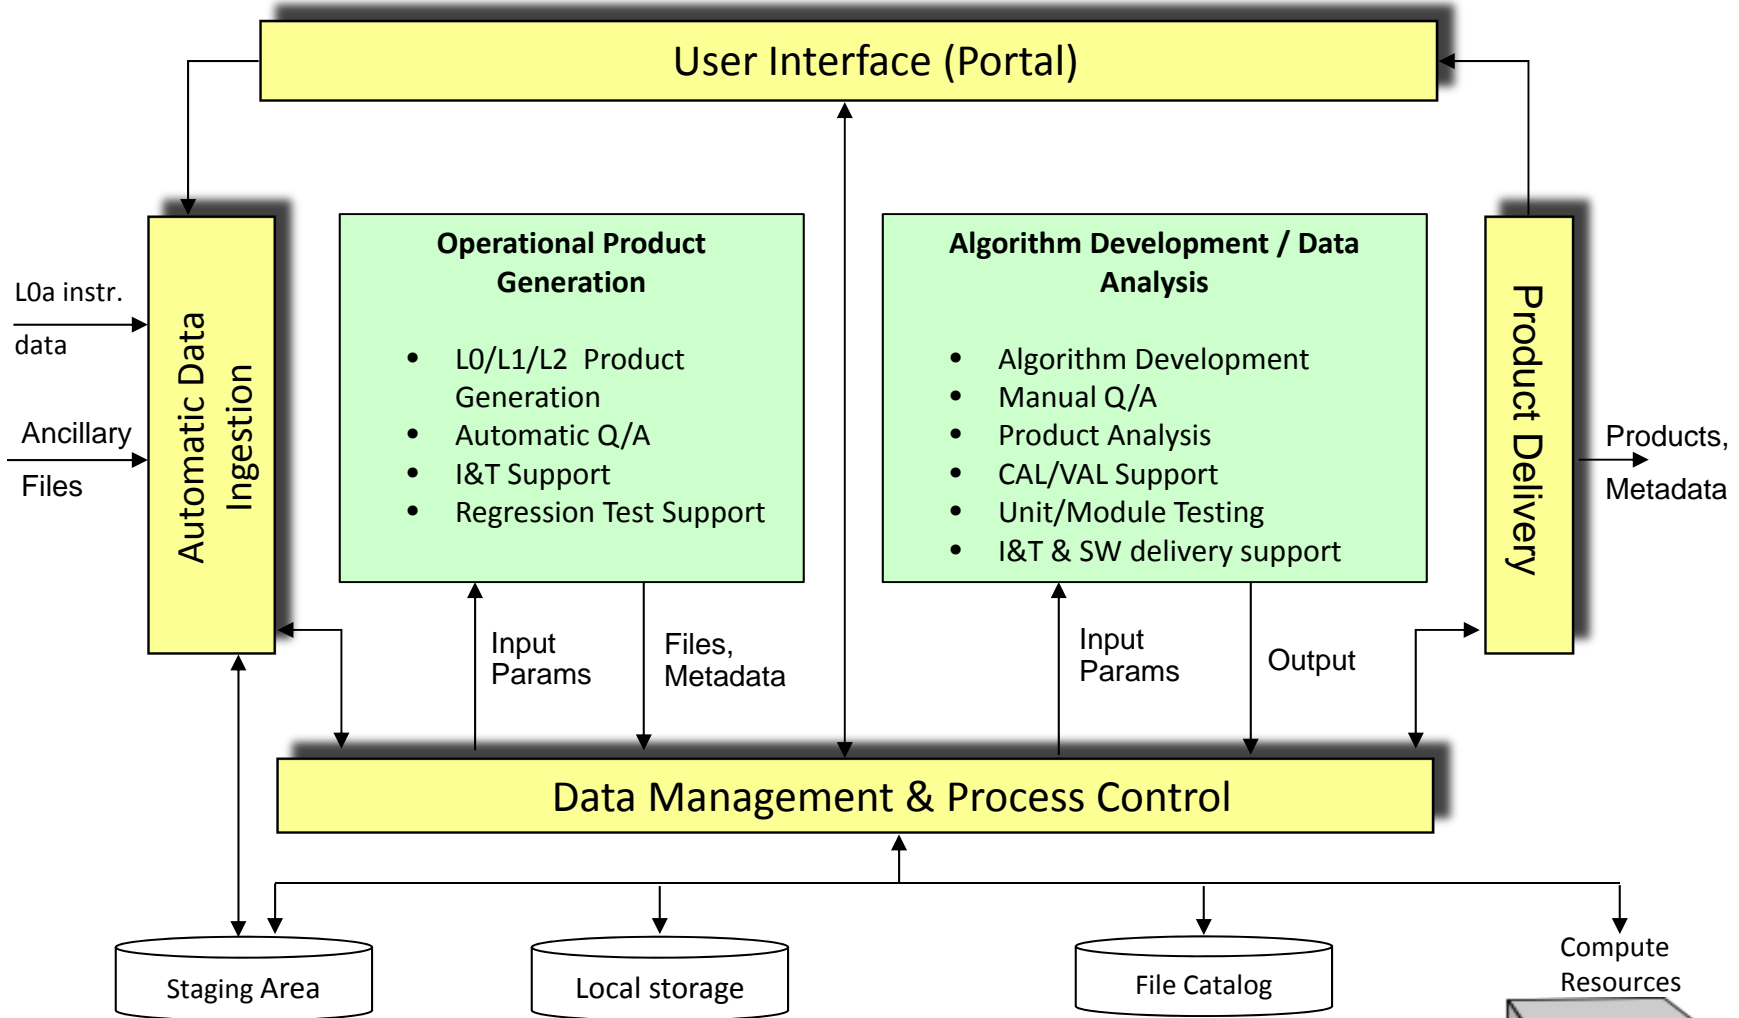 User Interface (Portal)
L0a instr.
data
Ancillary
Files
Automatic Data
Ingestion
Operational Product
Generation
• L0/L1/L2 Product
Generation
• Automatic Q/A
• I&T Support
• Regression Test Support
Algorithm Development / Data
Analysis
• Algorithm Development
• Manual Q/A
• Product Analysis
• CAL/VAL Support
• Unit/Module Testing
• I&T & SW delivery support
Product Delivery
Products,
Metadata
Input
Params
Files,
Metadata
Input
Params
Output
Data Management & Process Control
Staging Area
Local storage
File Catalog
Compute
Resources